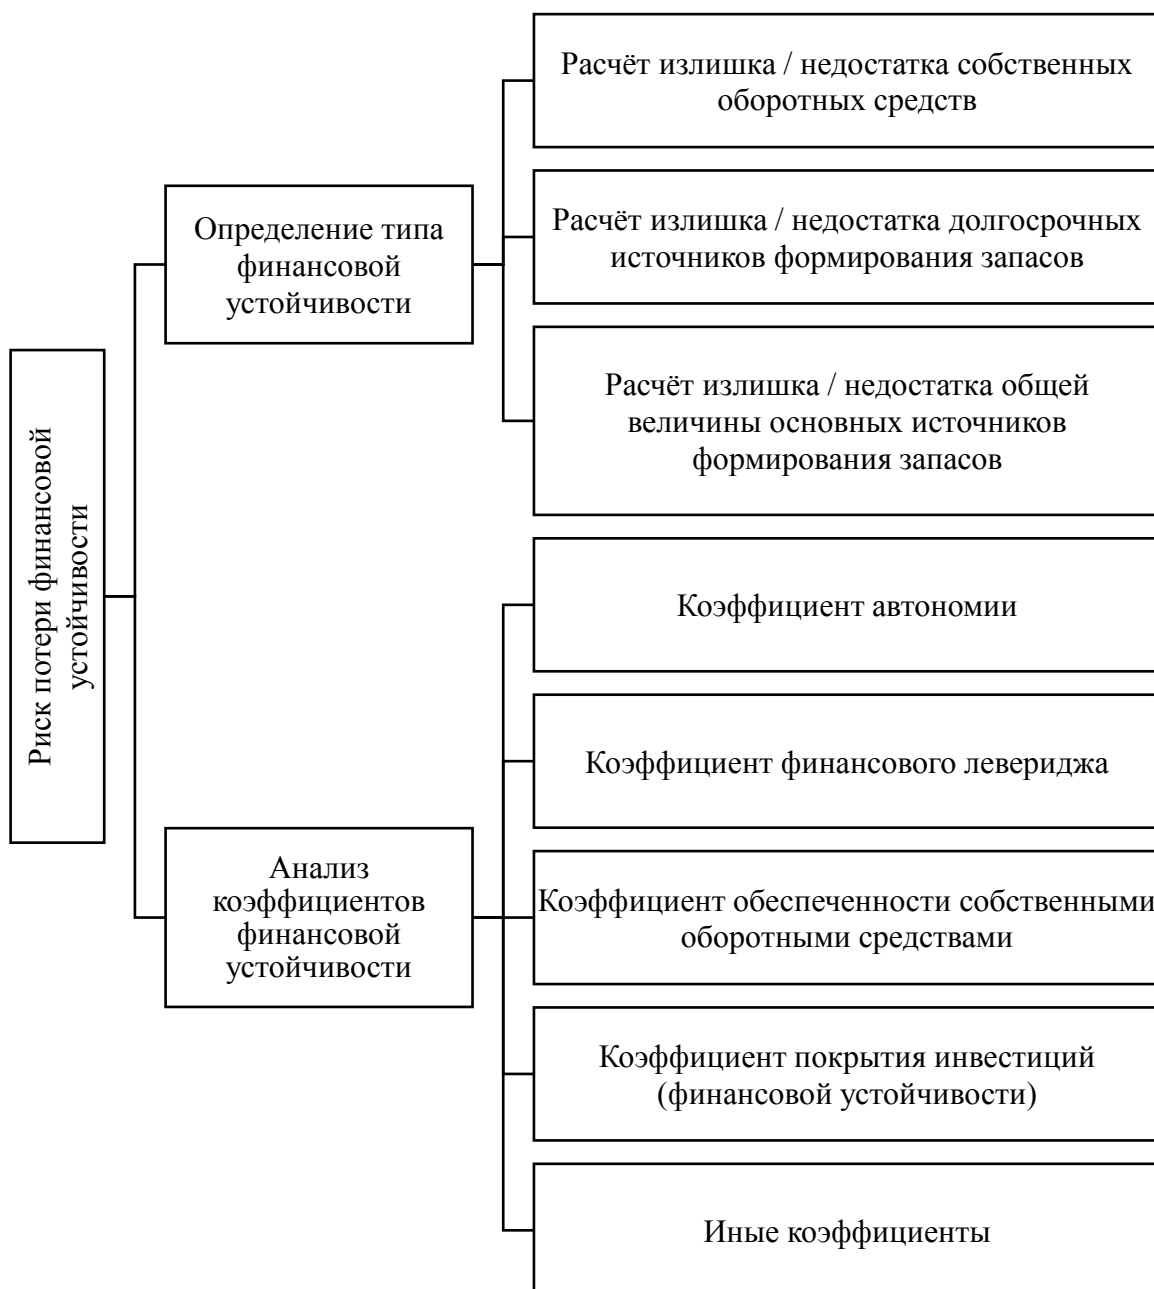 Риск потери финансовой
устойчивости
Определение типа
финансовой
устойчивости
Расчёт излишка / недостатка собственных
оборотных средств
Расчёт излишка / недостатка долгосрочных
источников формирования запасов
Расчёт излишка / недостатка общей
величины основных источников
формирования запасов
Анализ
коэффициентов
финансовой
устойчивости
Коэффициент автономии
Коэффициент финансового левериджа
Коэффициент обеспеченности собственными
оборотными средствами
Коэффициент покрытия инвестиций
(финансовой устойчивости)
Иные коэффициенты